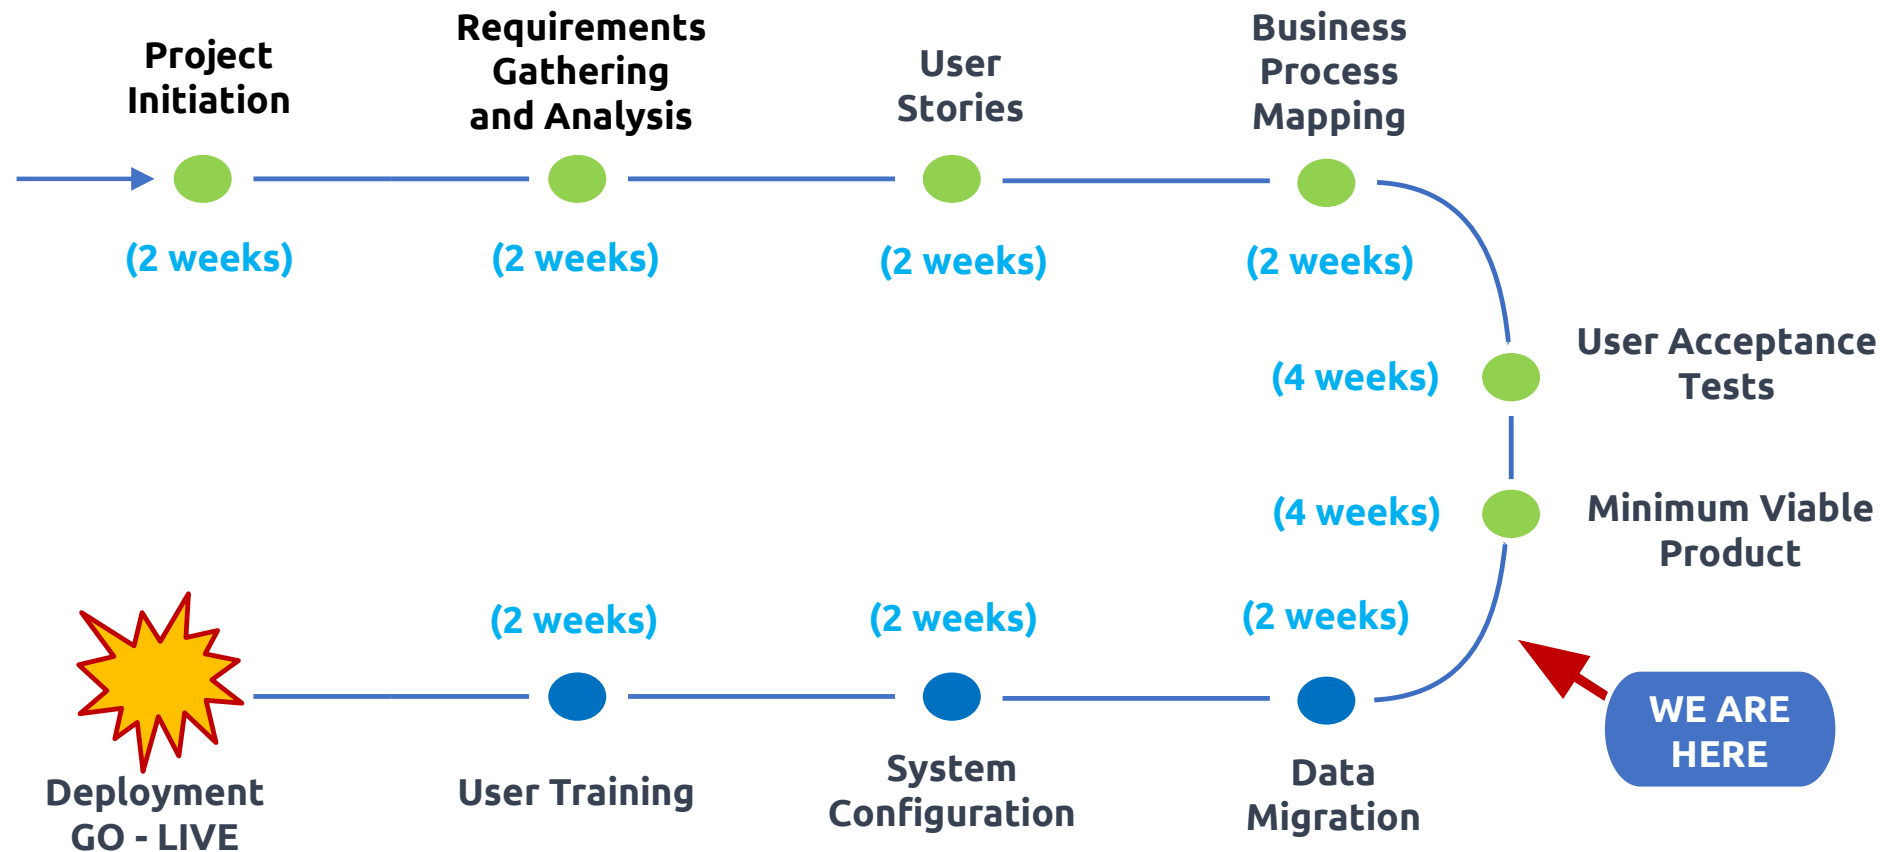 Project
Initiation
(2 weeks)
Requirements
Gathering
and Analysis
(2 weeks)
User
Stories
(2 weeks)
Business
Process
Mapping
(2 weeks)
User Acceptance
Tests
(4 weeks)
Minimum Viable
Product
(4 weeks)
WE ARE
HERE
(2 weeks)
Data
Migration
(2 weeks)
System
Configuration
(2 weeks)
User Training
Deployment
GO - LIVE